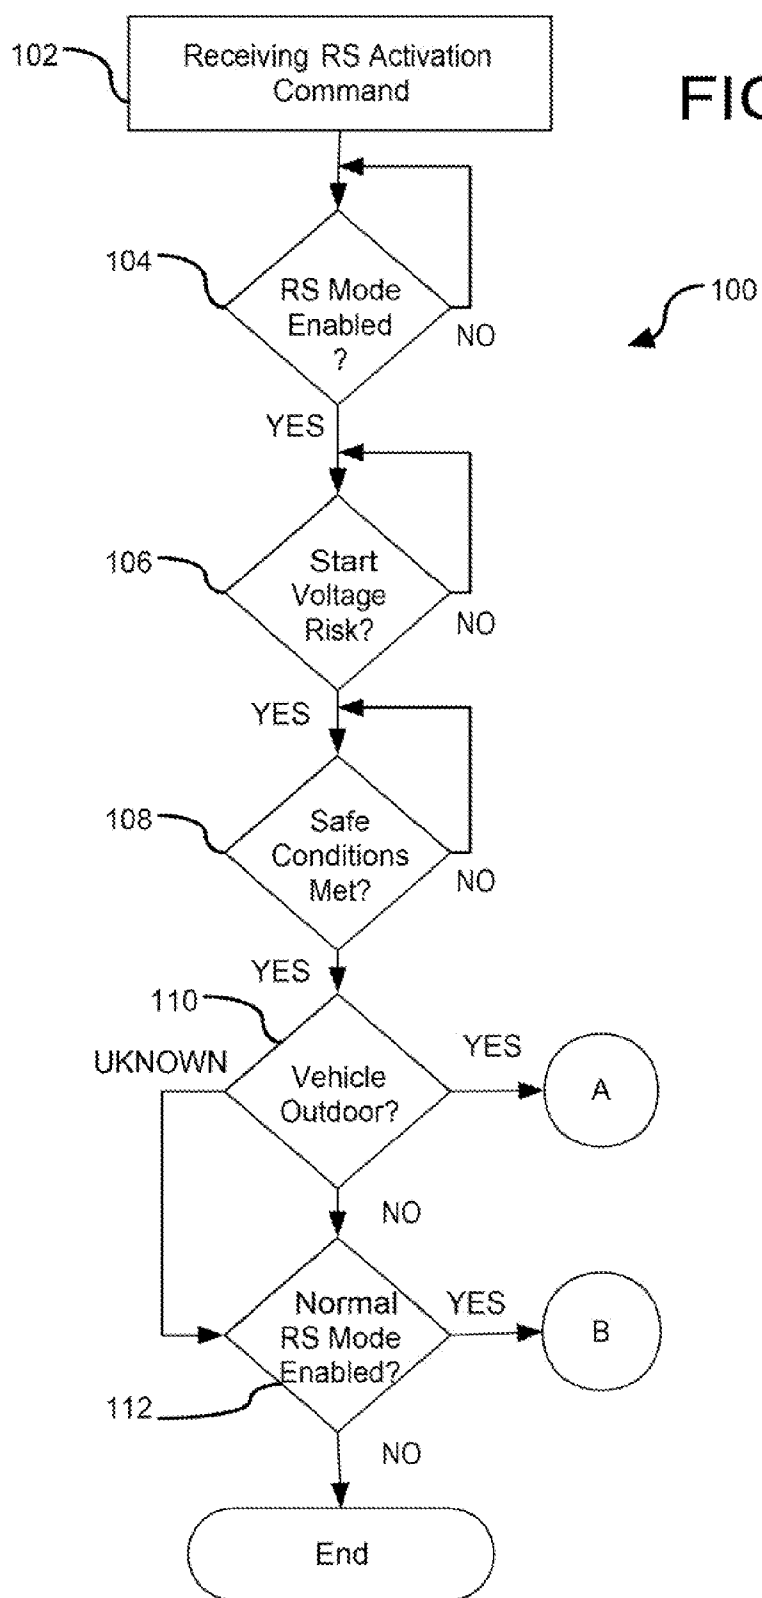 102
Receiving RS Activation
Command
FIG
104
RS Mode
Enabled
?
NO
100
YES
106
Start
Voltage
Risk?
NO
YES
108
Safe
Conditions
Met?
NO
YES
110
UKNOWN
Vehicle
Outdoor?
YES
A
NO
Normal
RS Mode
Enabled?
YES
B
112
NO
End